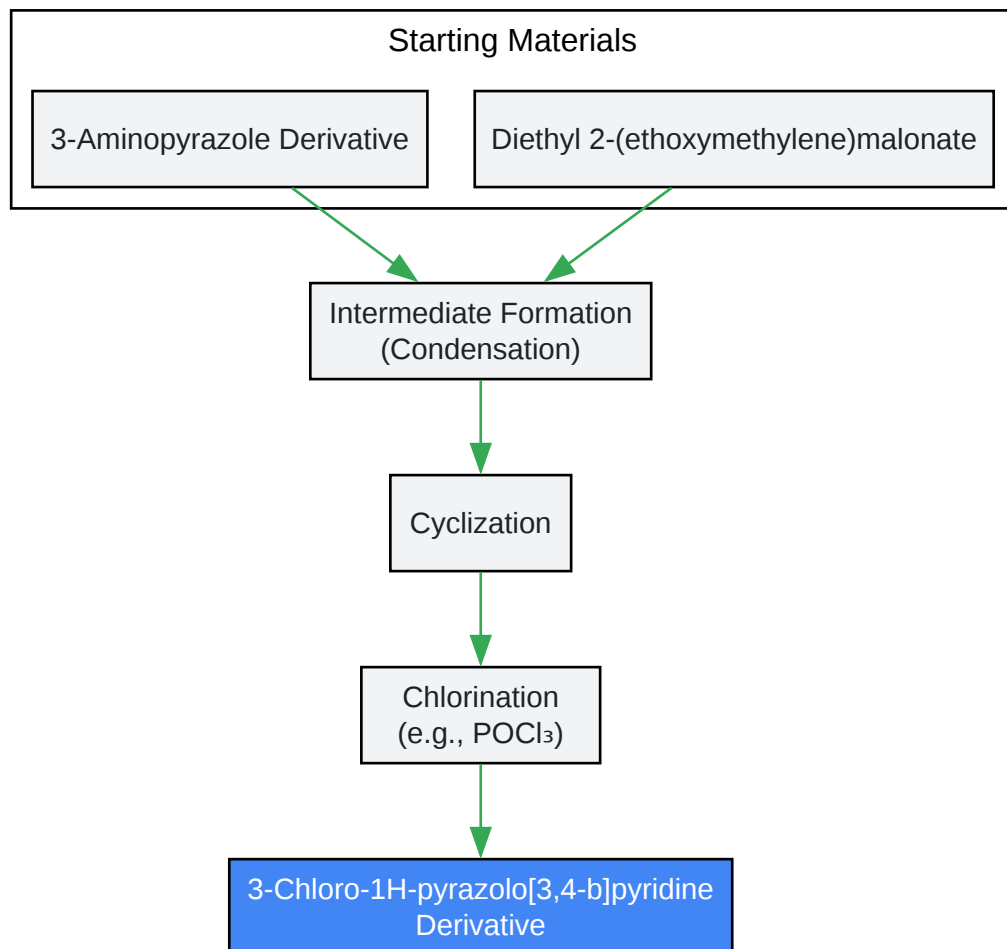 Starting Materials
3-Aminopyrazole Derivative
Diethyl 2-(ethoxymethylene)malonate
Intermediate Formation
(Condensation)
Cyclization
Chlorination
(e.g., POCl₃)
3-Chloro-1H-pyrazolo[3,4-b]pyridine
Derivative